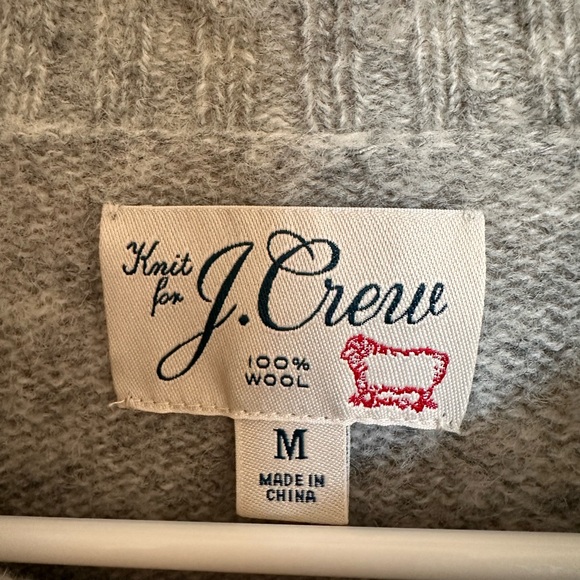 Knit
for J.Crew
100%
WOOL
M
MADE IN
CHINA